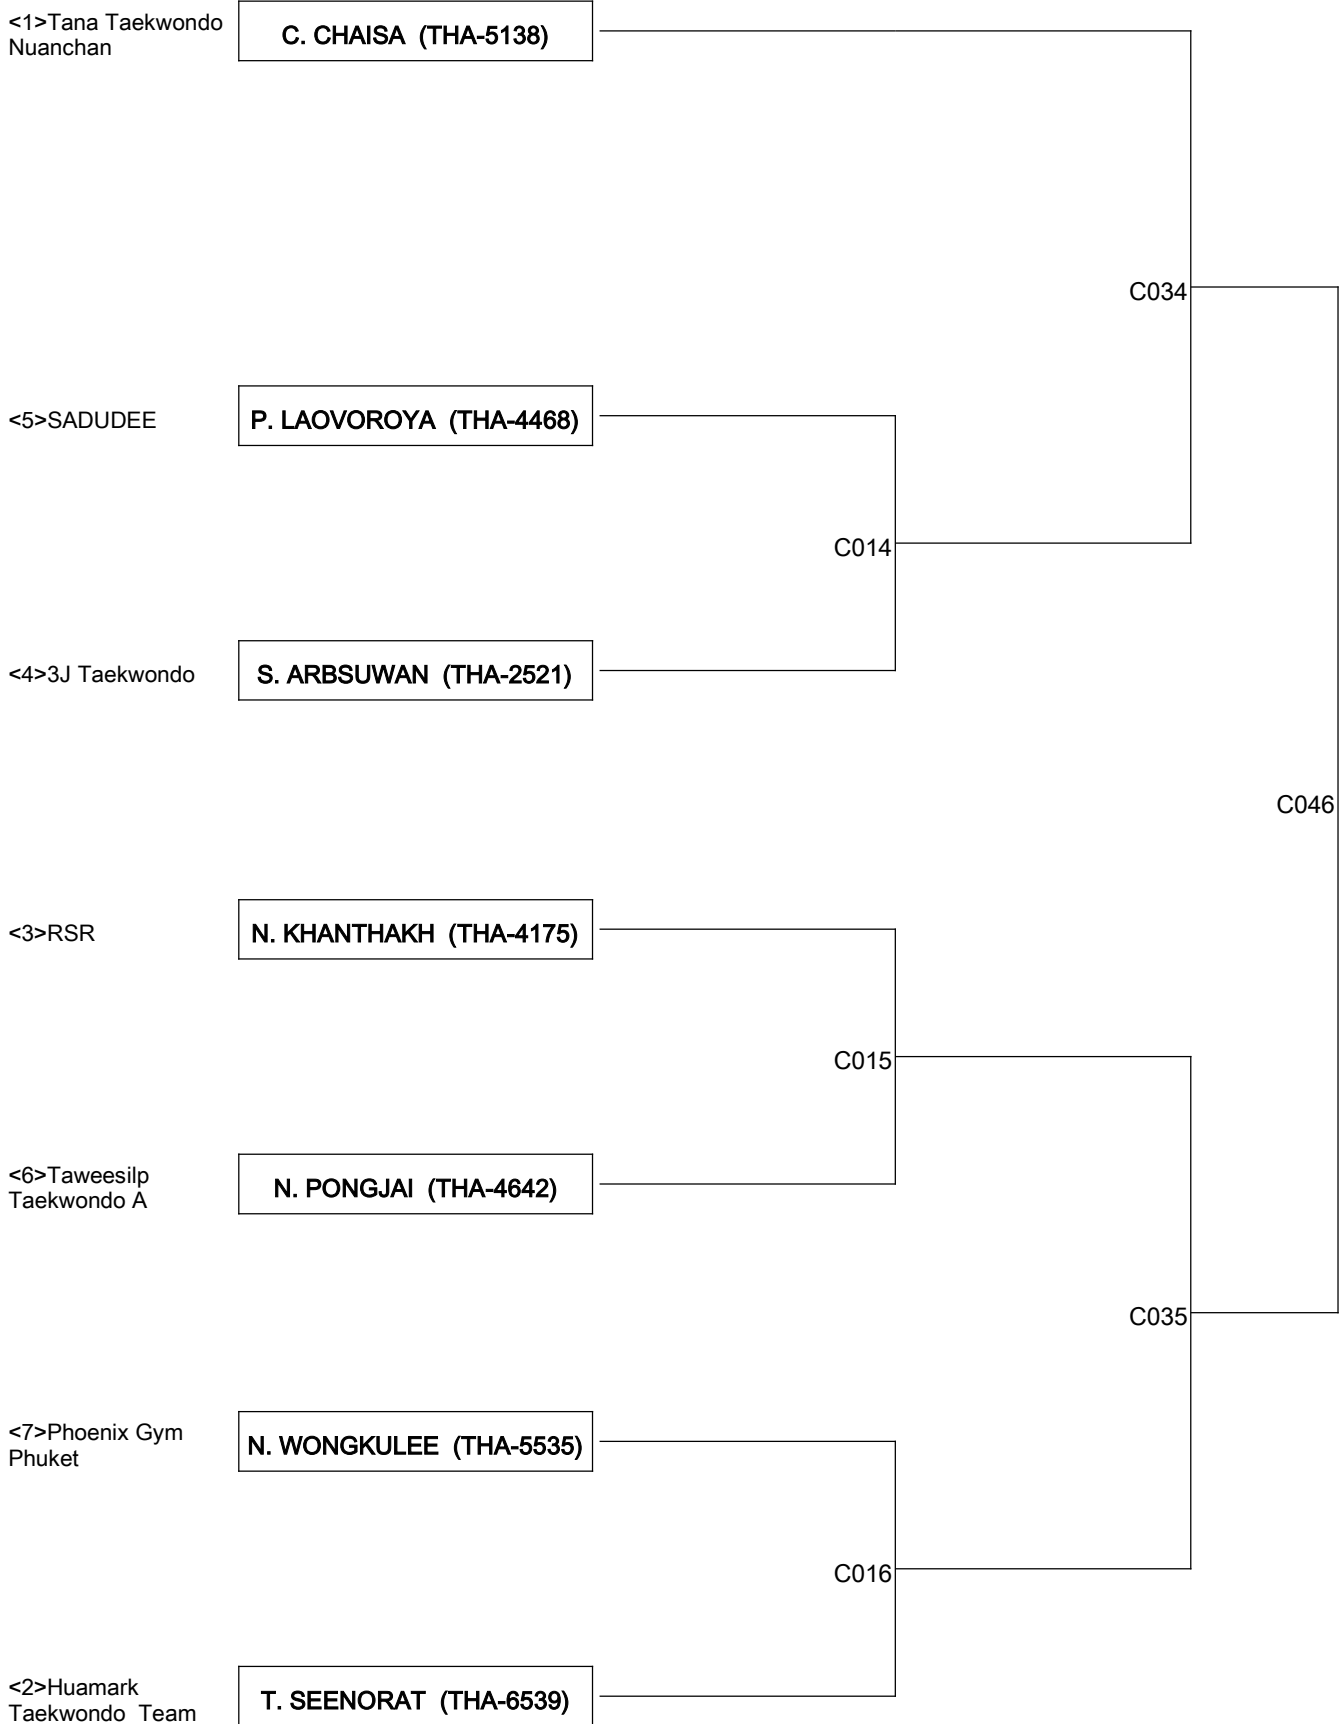 <1>Tana Taekwondo
Nuanchan
C. CHAISA (THA-5138)
C034
<5>SADUDEE
P. LAOVOROYA (THA-4468)
C014
<4>3J Taekwondo
S. ARBSUWAN (THA-2521)
C046
<3>RSR
N. KHANTHAKH (THA-4175)
C015
<6>Taweesilp
Taekwondo A
N. PONGJAI (THA-4642)
C035
<7>Phoenix Gym
Phuket
N. WONGKULEE (THA-5535)
C016
<2>Huamark
Taekwondo Team
T. SEENORAT (THA-6539)